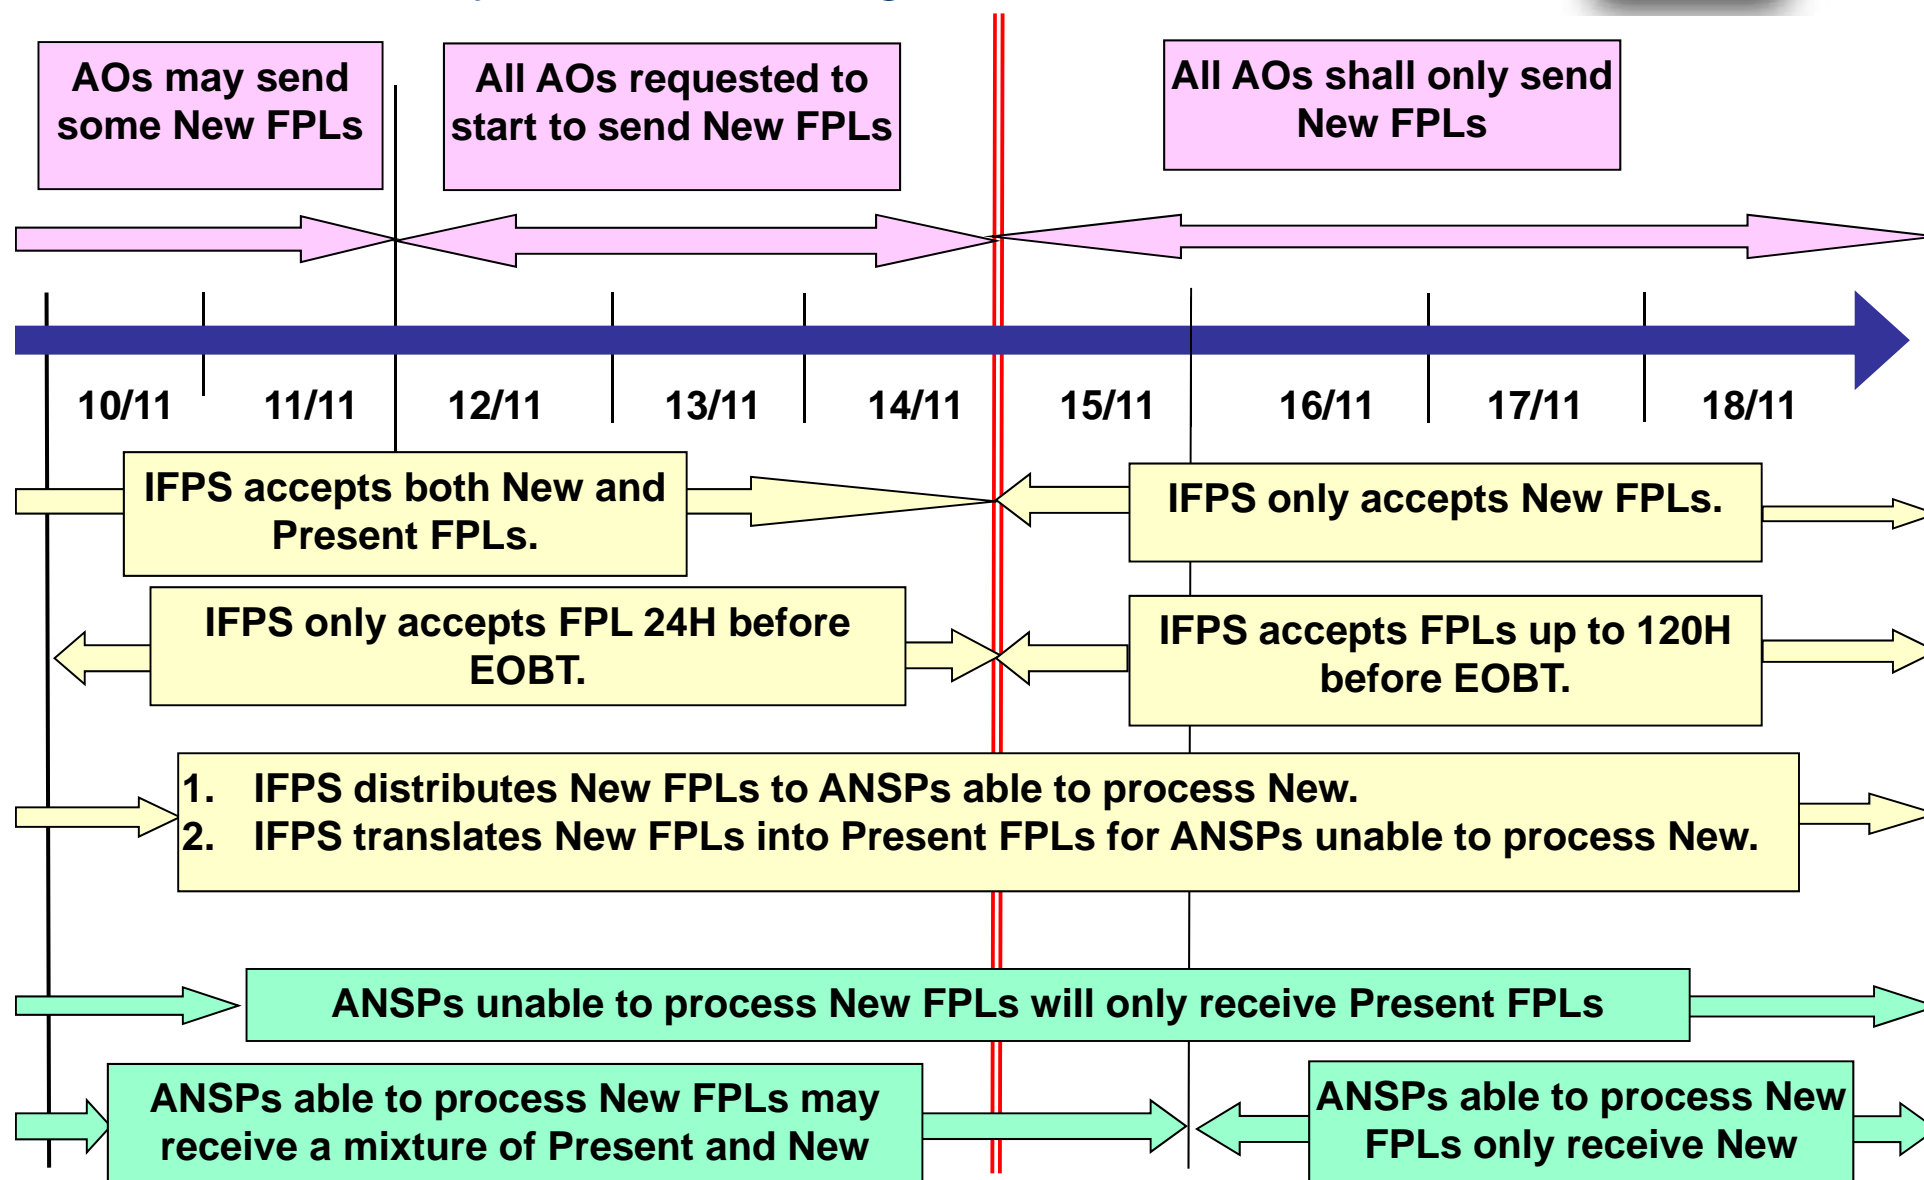 AOs may send
some New FPLs
All AOs requested to
start to send New FPLs
All AOs shall only send
New FPLs
10/11
11/11
12/11
13/11
14/11
15/11
16/11
17/11
18/11
IFPS accepts both New and
Present FPLs.
IFPS only accepts New FPLs.
IFPS only accepts FPL 24H before
EOBT.
IFPS accepts FPLs up to 120H
before EOBT.
1. IFPS distributes New FPLs to ANSPs able to process New.
2. IFPS translates New FPLs into Present FPLs for ANSPs unable to process New.
ANSPs unable to process New FPLs will only receive Present FPLs
ANSPs able to process New FPLs may
receive a mixture of Present and New
ANSPs able to process New
FPLs only receive New